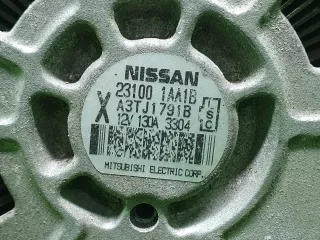 NISSAN
23100 1AA1B
X A3TJ1791B
12V 130A 3304
MITSUBISHI ELECTRIC CORP.